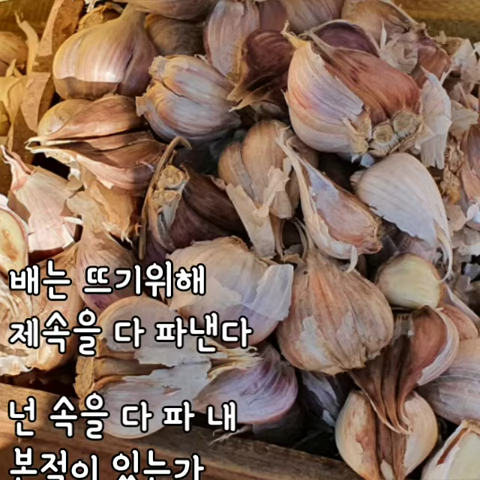 배는 뜨기위해
제속을 다 파낸다
넌 속을 다 파 내
본적이 있는가